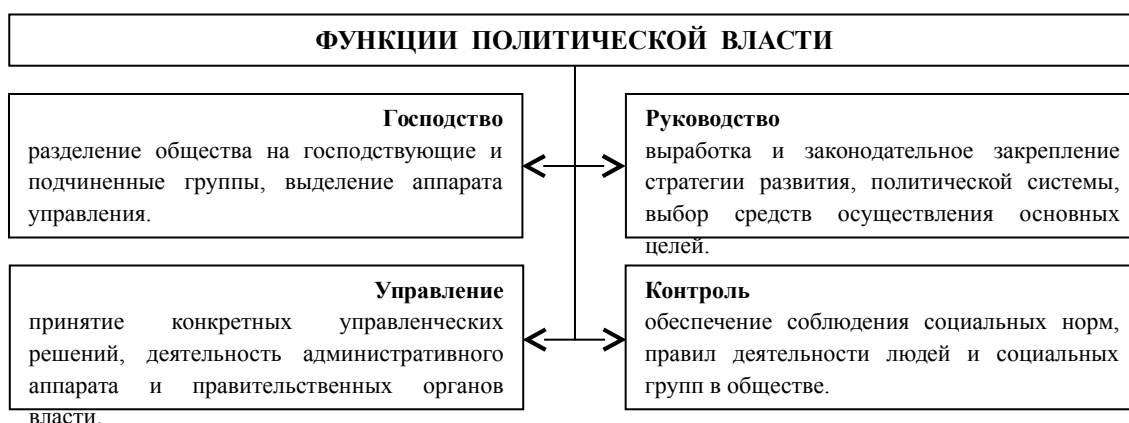 ФУНКЦИИ ПОЛИТИЧЕСКОЙ ВЛАСТИ
Господство
разделение общества на господствующие и
подчиненные группы, выделение аппарата
управления.
Руководство
выработка и законодательное закрепление
стратегии развития, политической системы,
выбор средств осуществления основных
целей.
Управление
принятие конкретных управленческих
решений, деятельность административного
аппарата и правительственных органов
власти.
Контроль
обеспечение соблюдения социальных норм,
правил деятельности людей и социальных
групп в обществе.